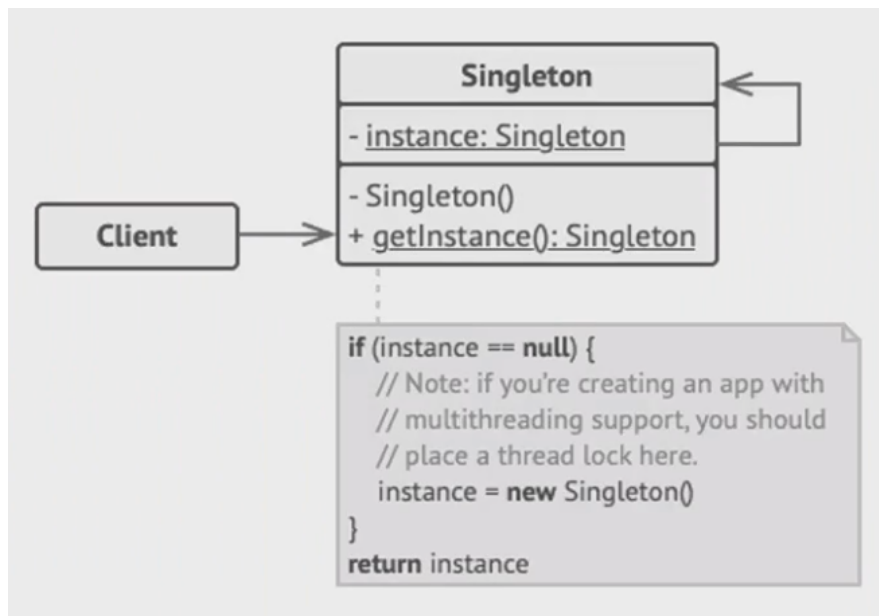 Singleton
- instance: Singleton
- Singleton()
+ getInstance(): Singleton
Client
if (instance == null) {
// Note: if you're creating an app with
// multithreading support, you should
// place a thread lock here.
instance = new Singleton()
}
return instance